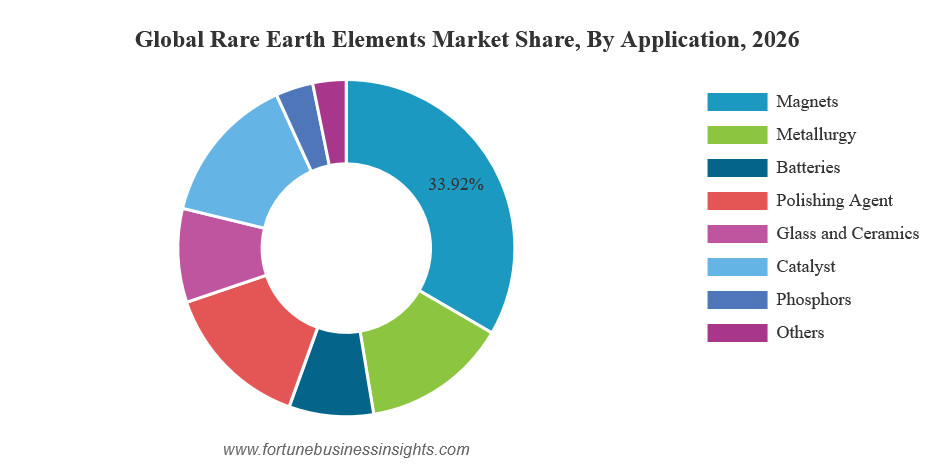 Global Rare Earth Elements Market Share, By Application, 2026
33.92%
Magnets
Metallurgy
Batteries
Polishing Agent
Glass and Ceramics
Catalyst
Phosphors
Others
www.fortunebusinessinsights.com